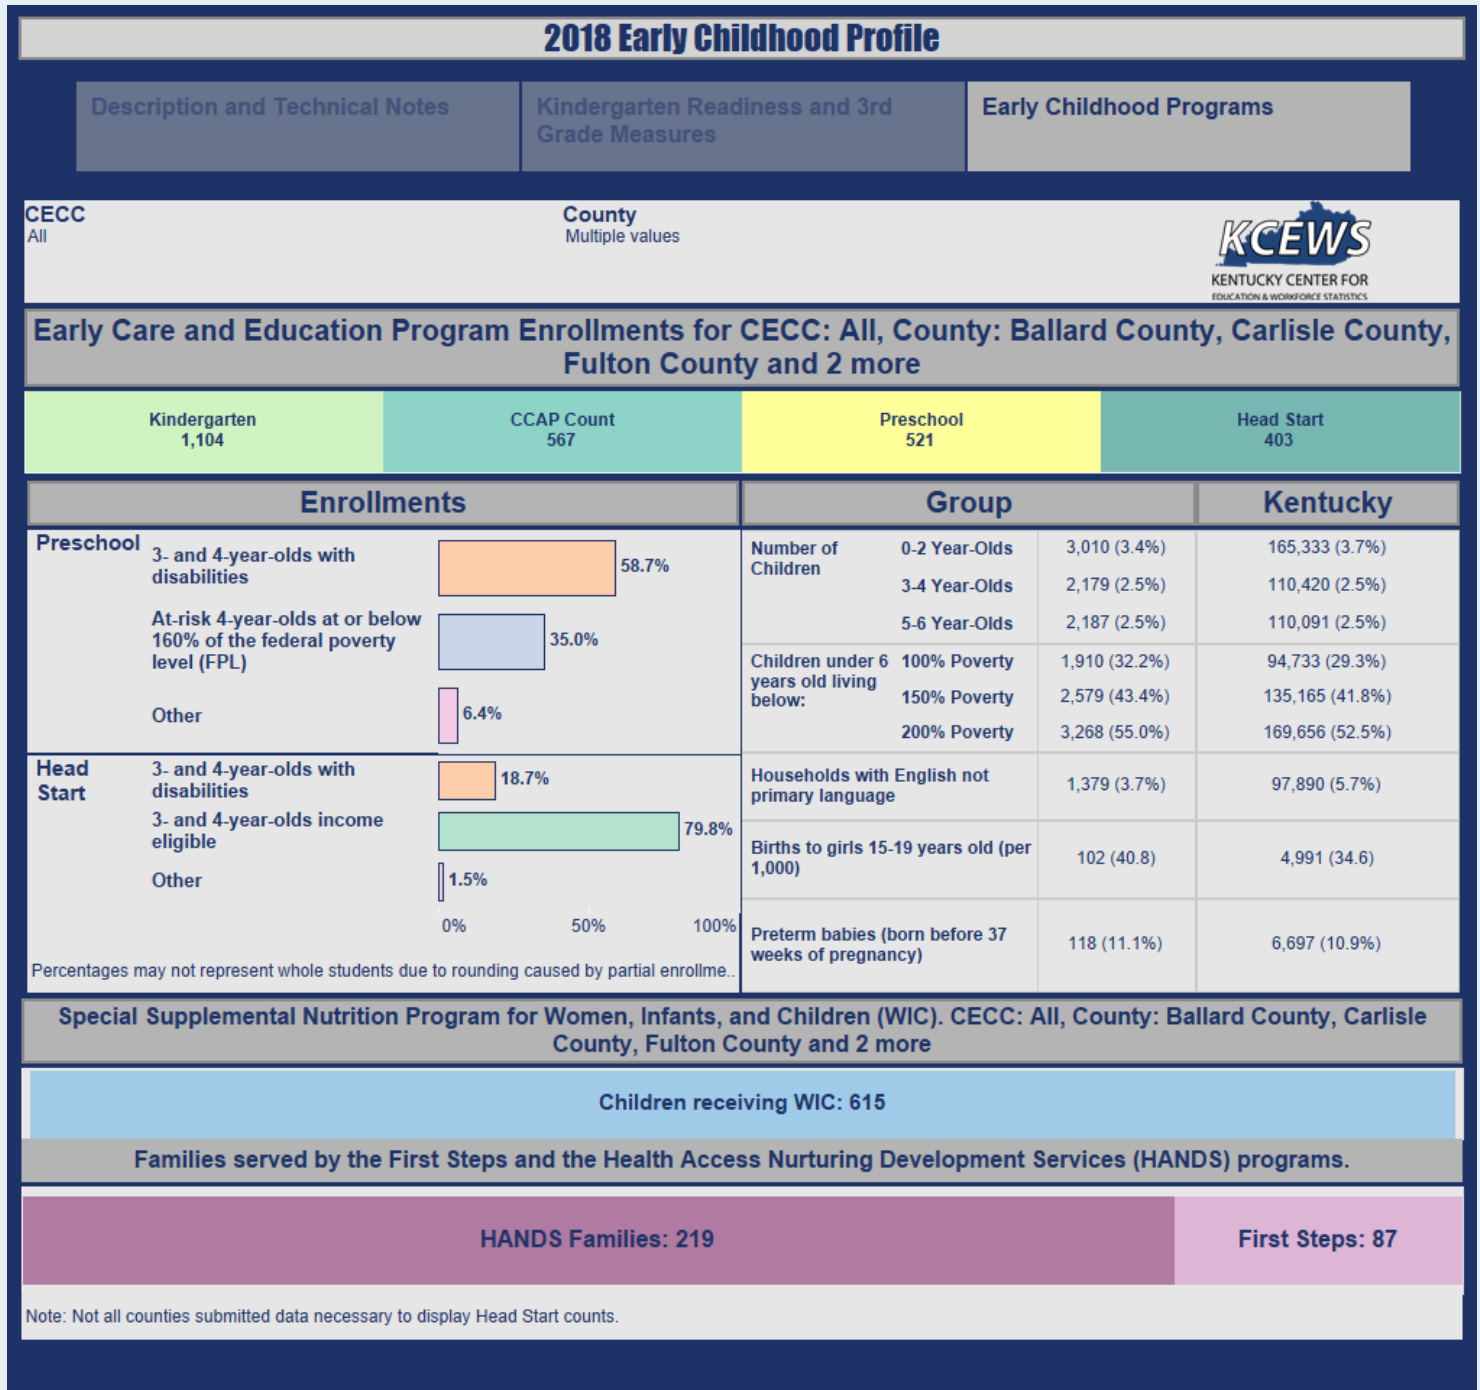 2018 Early Childhood Profile
Description and Technical Notes
Kindergarten Readiness and 3rd
Grade Measures
Early Childhood Programs
CECC
All
County
Multiple values
KCEWS
KENTUCKY CENTER FOR
EDUCATION & WORKFORCE STATISTICS
Early Care and Education Program Enrollments for CECC: All, County: Ballard County, Carlisle County,
Fulton County and 2 more
Kindergarten
1,104
CCAP Count
567
Preschool
521
Head Start
403
Enrollments
Preschool
3- and 4-year-olds with
disabilities
58.7%
At-risk 4-year-olds at or below
160% of the federal poverty
level (FPL)
35.0%
Other
6.4%
Head
Start
3- and 4-year-olds with
disabilities
18.7%
3- and 4-year-olds income
eligible
79.8%
Other
1.5%
0% 50% 100%
Percentages may not represent whole students due to rounding caused by partial enrollme..
Group Kentucky
Number of
Children
0-2 Year-Olds 3,010 (3.4%) 165,333 (3.7%)
3-4 Year-Olds 2,179 (2.5%) 110,420 (2.5%)
5-6 Year-Olds 2,187 (2.5%) 110,091 (2.5%)
Children under 6
years old living
below:
100% Poverty 1,910 (32.2%) 94,733 (29.3%)
150% Poverty 2,579 (43.4%) 135,165 (41.8%)
200% Poverty 3,268 (55.0%) 169,656 (52.5%)
Households with English not
primary language
1,379 (3.7%) 97,890 (5.7%)
Births to girls 15-19 years old (per
1,000)
102 (40.8) 4,991 (34.6)
Preterm babies (born before 37
weeks of pregnancy)
118 (11.1%) 6,697 (10.9%)
Special Supplemental Nutrition Program for Women, Infants, and Children (WIC). CECC: All, County: Ballard County, Carlisle
County, Fulton County and 2 more
Children receiving WIC: 615
Families served by the First Steps and the Health Access Nurturing Development Services (HANDS) programs.
HANDS Families: 219
First Steps: 87
Note: Not all counties submitted data necessary to display Head Start counts.